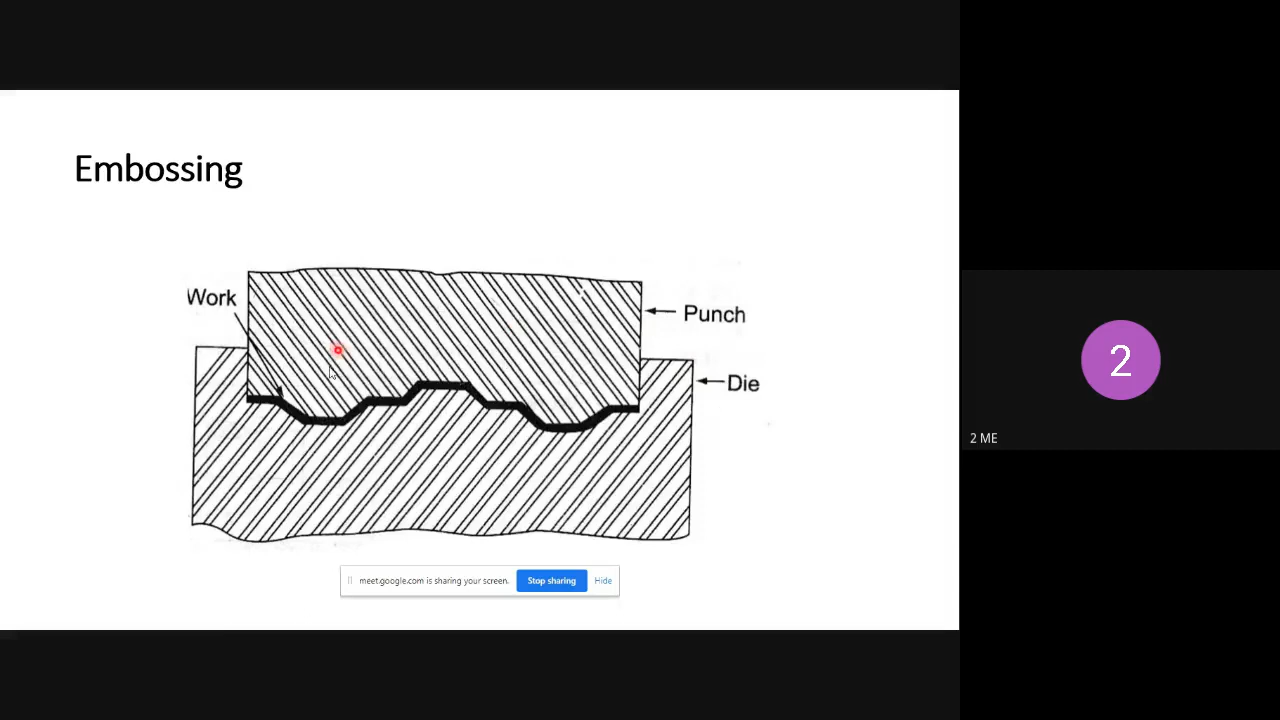 Embossing
Work
Punch
Die
2
2 ME
meet.google.com is sharing your screen.
Stop sharing
Hide